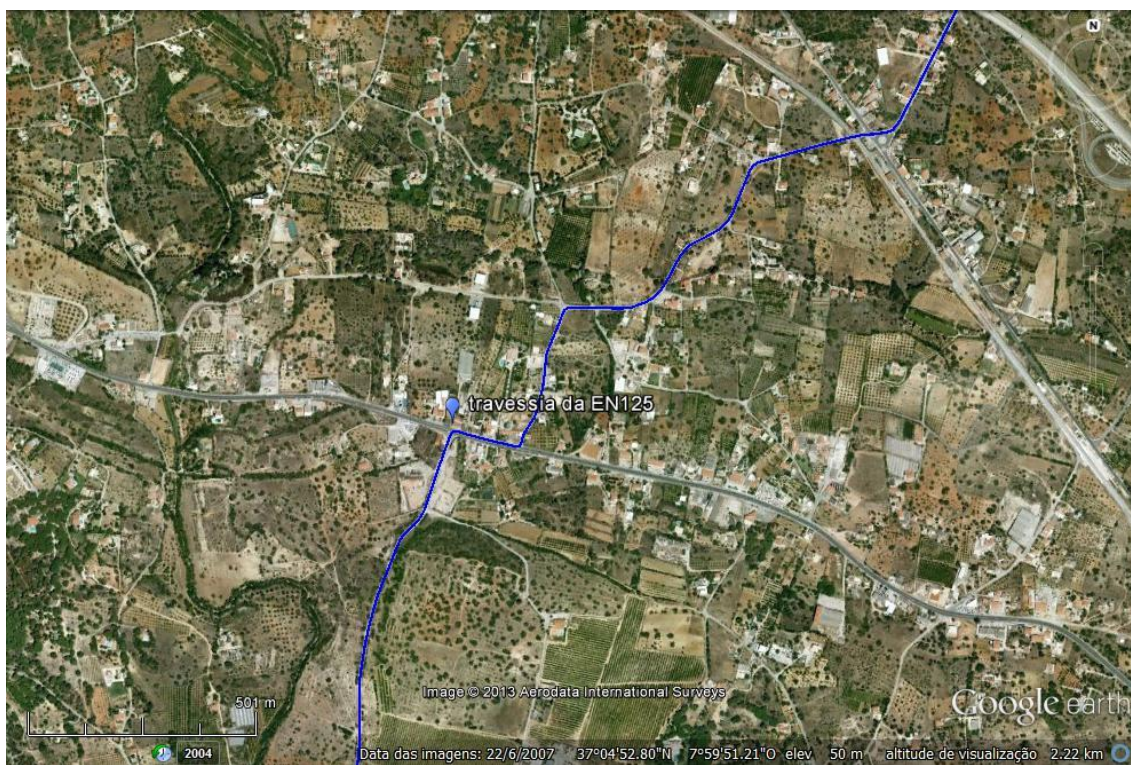 N
travessia da EN125
Image © 2013 Aerodata International Surveys
501 m
Google earth
2004
Data das imagens: 22/6/2007 37°04'52.80"N 7°59'51.21"O elev 50 m altitude de visualização 2.22 km